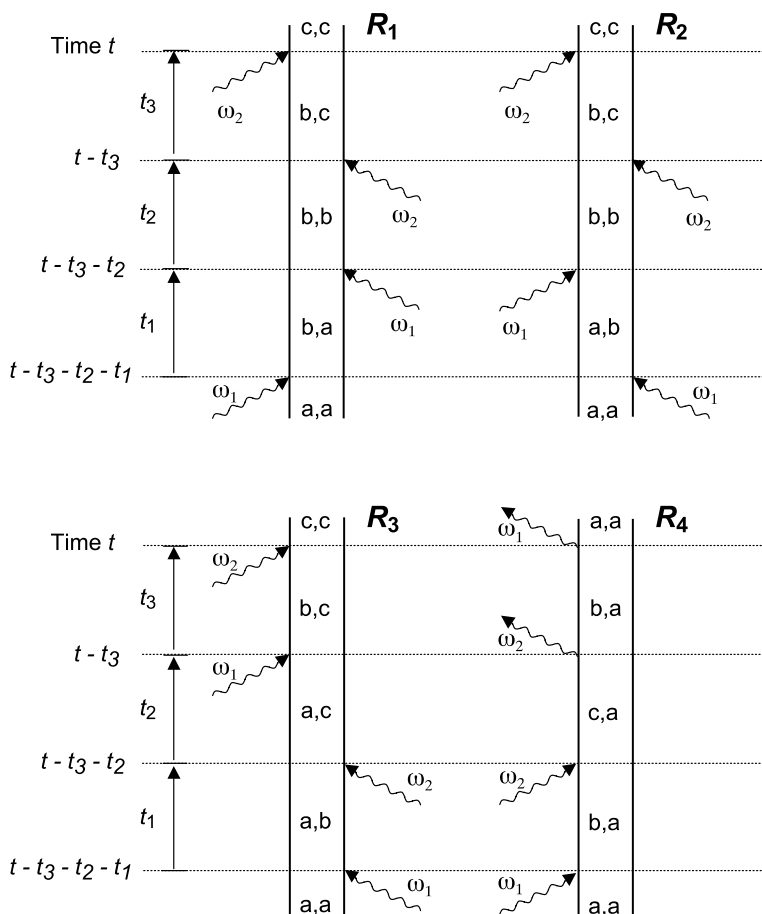 c,c R₁ c,c R₂
Time t
ω₂ ω₂
t₃ b,c b,c
t - t₃
t₂ b,b ω₂ b,b ω₂
t - t₃ - t₂
t₁ b,a ω₁ ω₁ a,b
t - t₃ - t₂ - t₁
ω₁ a,a a,a ω₁
c,c R₃ ω₁ a,a R₄
Time t
ω₂
t₃ b,c ω₂ b,a
t - t₃
ω₁
t₂ a,c c,a
t - t₃ - t₂
ω₂ ω₂
t₁ a,b b,a
t - t₃ - t₂ - t₁
a,a ω₁ ω₁ a,a